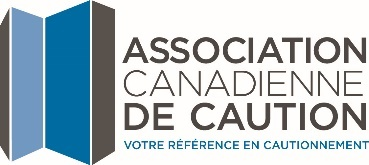 ASSOCIATION
CANADIENNE
DE CAUTION
VOTRE RÉFÉRENCE EN CAUTIONNEMENT